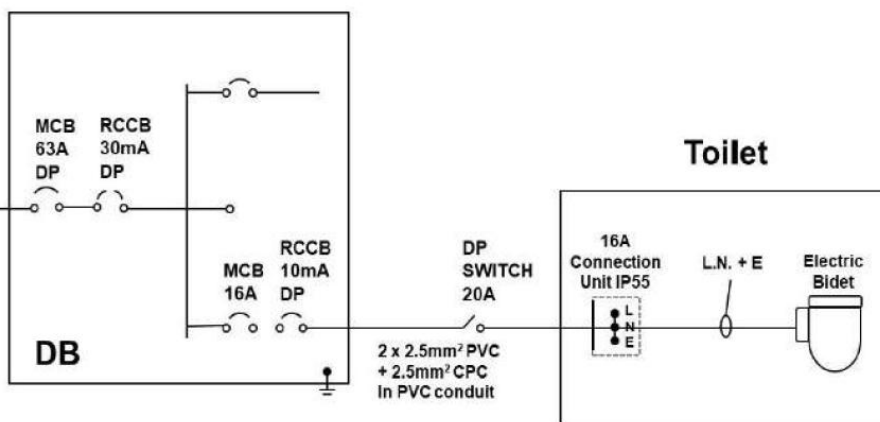 MCB
63A
DP
RCCB
30mA
DP
MCB
16A
RCCB
10mA
DP
DB
DP
SWITCH
20A
2 x 2.5mm² PVC
+ 2.5mm² CPC
In PVC conduit
Toilet
16A
Connection
Unit IP55
L
N
E
L.N. + E
Electric
Bidet